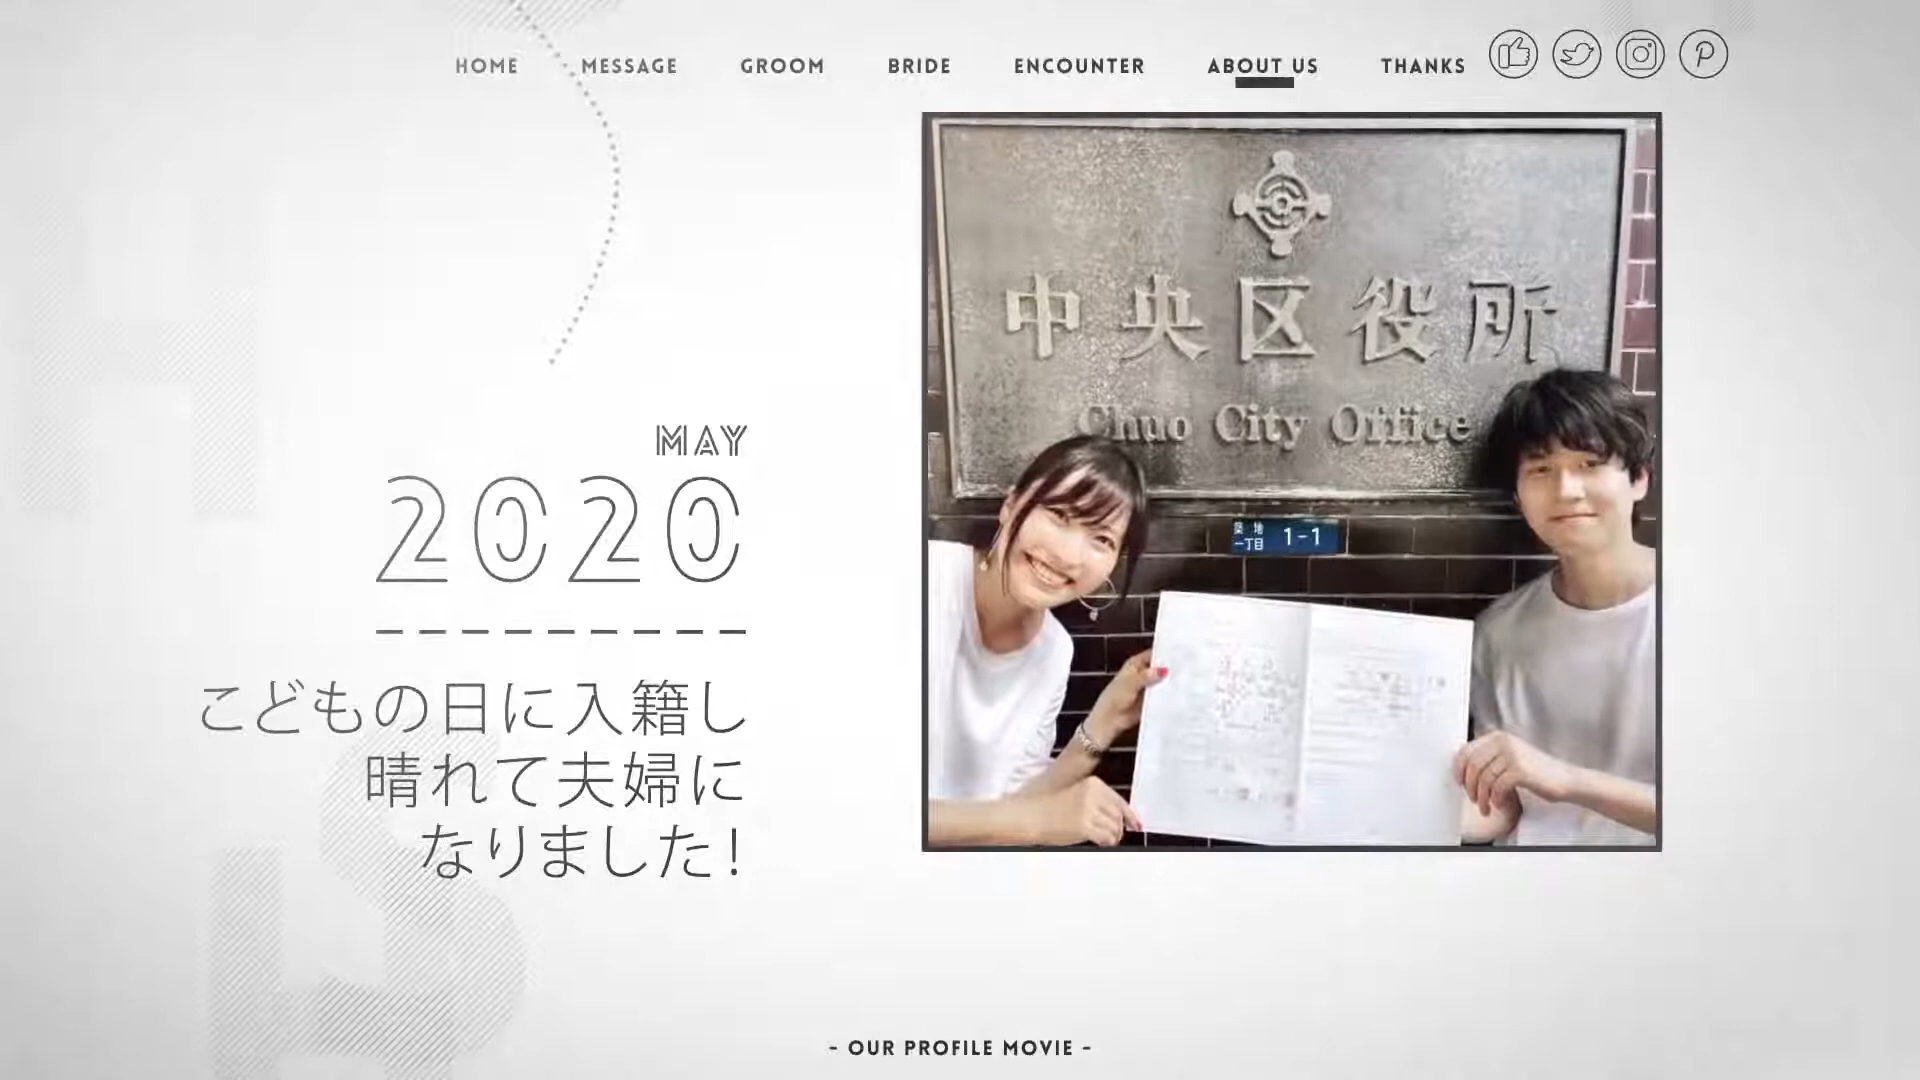 HOME MESSAGE GROOM BRIDE ENCOUNTER ABOUT US THANKS
中央区役所
Chuo City Office
築地
一丁目 1-1
MAY
2020
こどもの日に入籍し
晴れて夫婦に
なりました!
- OUR PROFILE MOVIE -